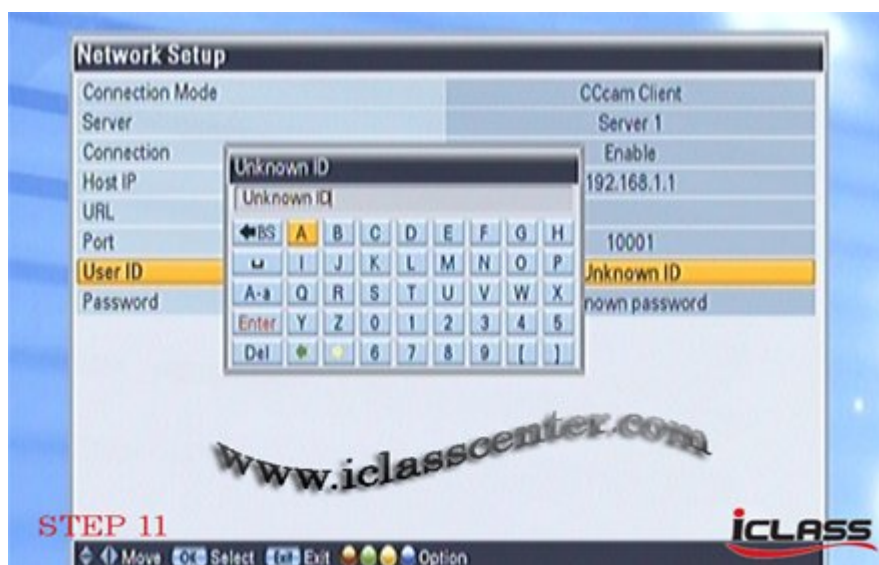 Network Setup
Connection Mode CCcam Client
Server Server 1
Connection Enable
Host IP 192.168.1.1
URL
Port 10001
User ID Unknown ID
Password nown password
Unknown ID
Unknown ID
BS A B C D E F G H
I J K L M N O P
A-a Q R S T U V W X
Enter Y Z 0 1 2 3 4 5
Del 6 7 8 9 [ ]
www.iclasscenter.com
STEP 11
iCLASS
Move OK Select Exit Exit Option